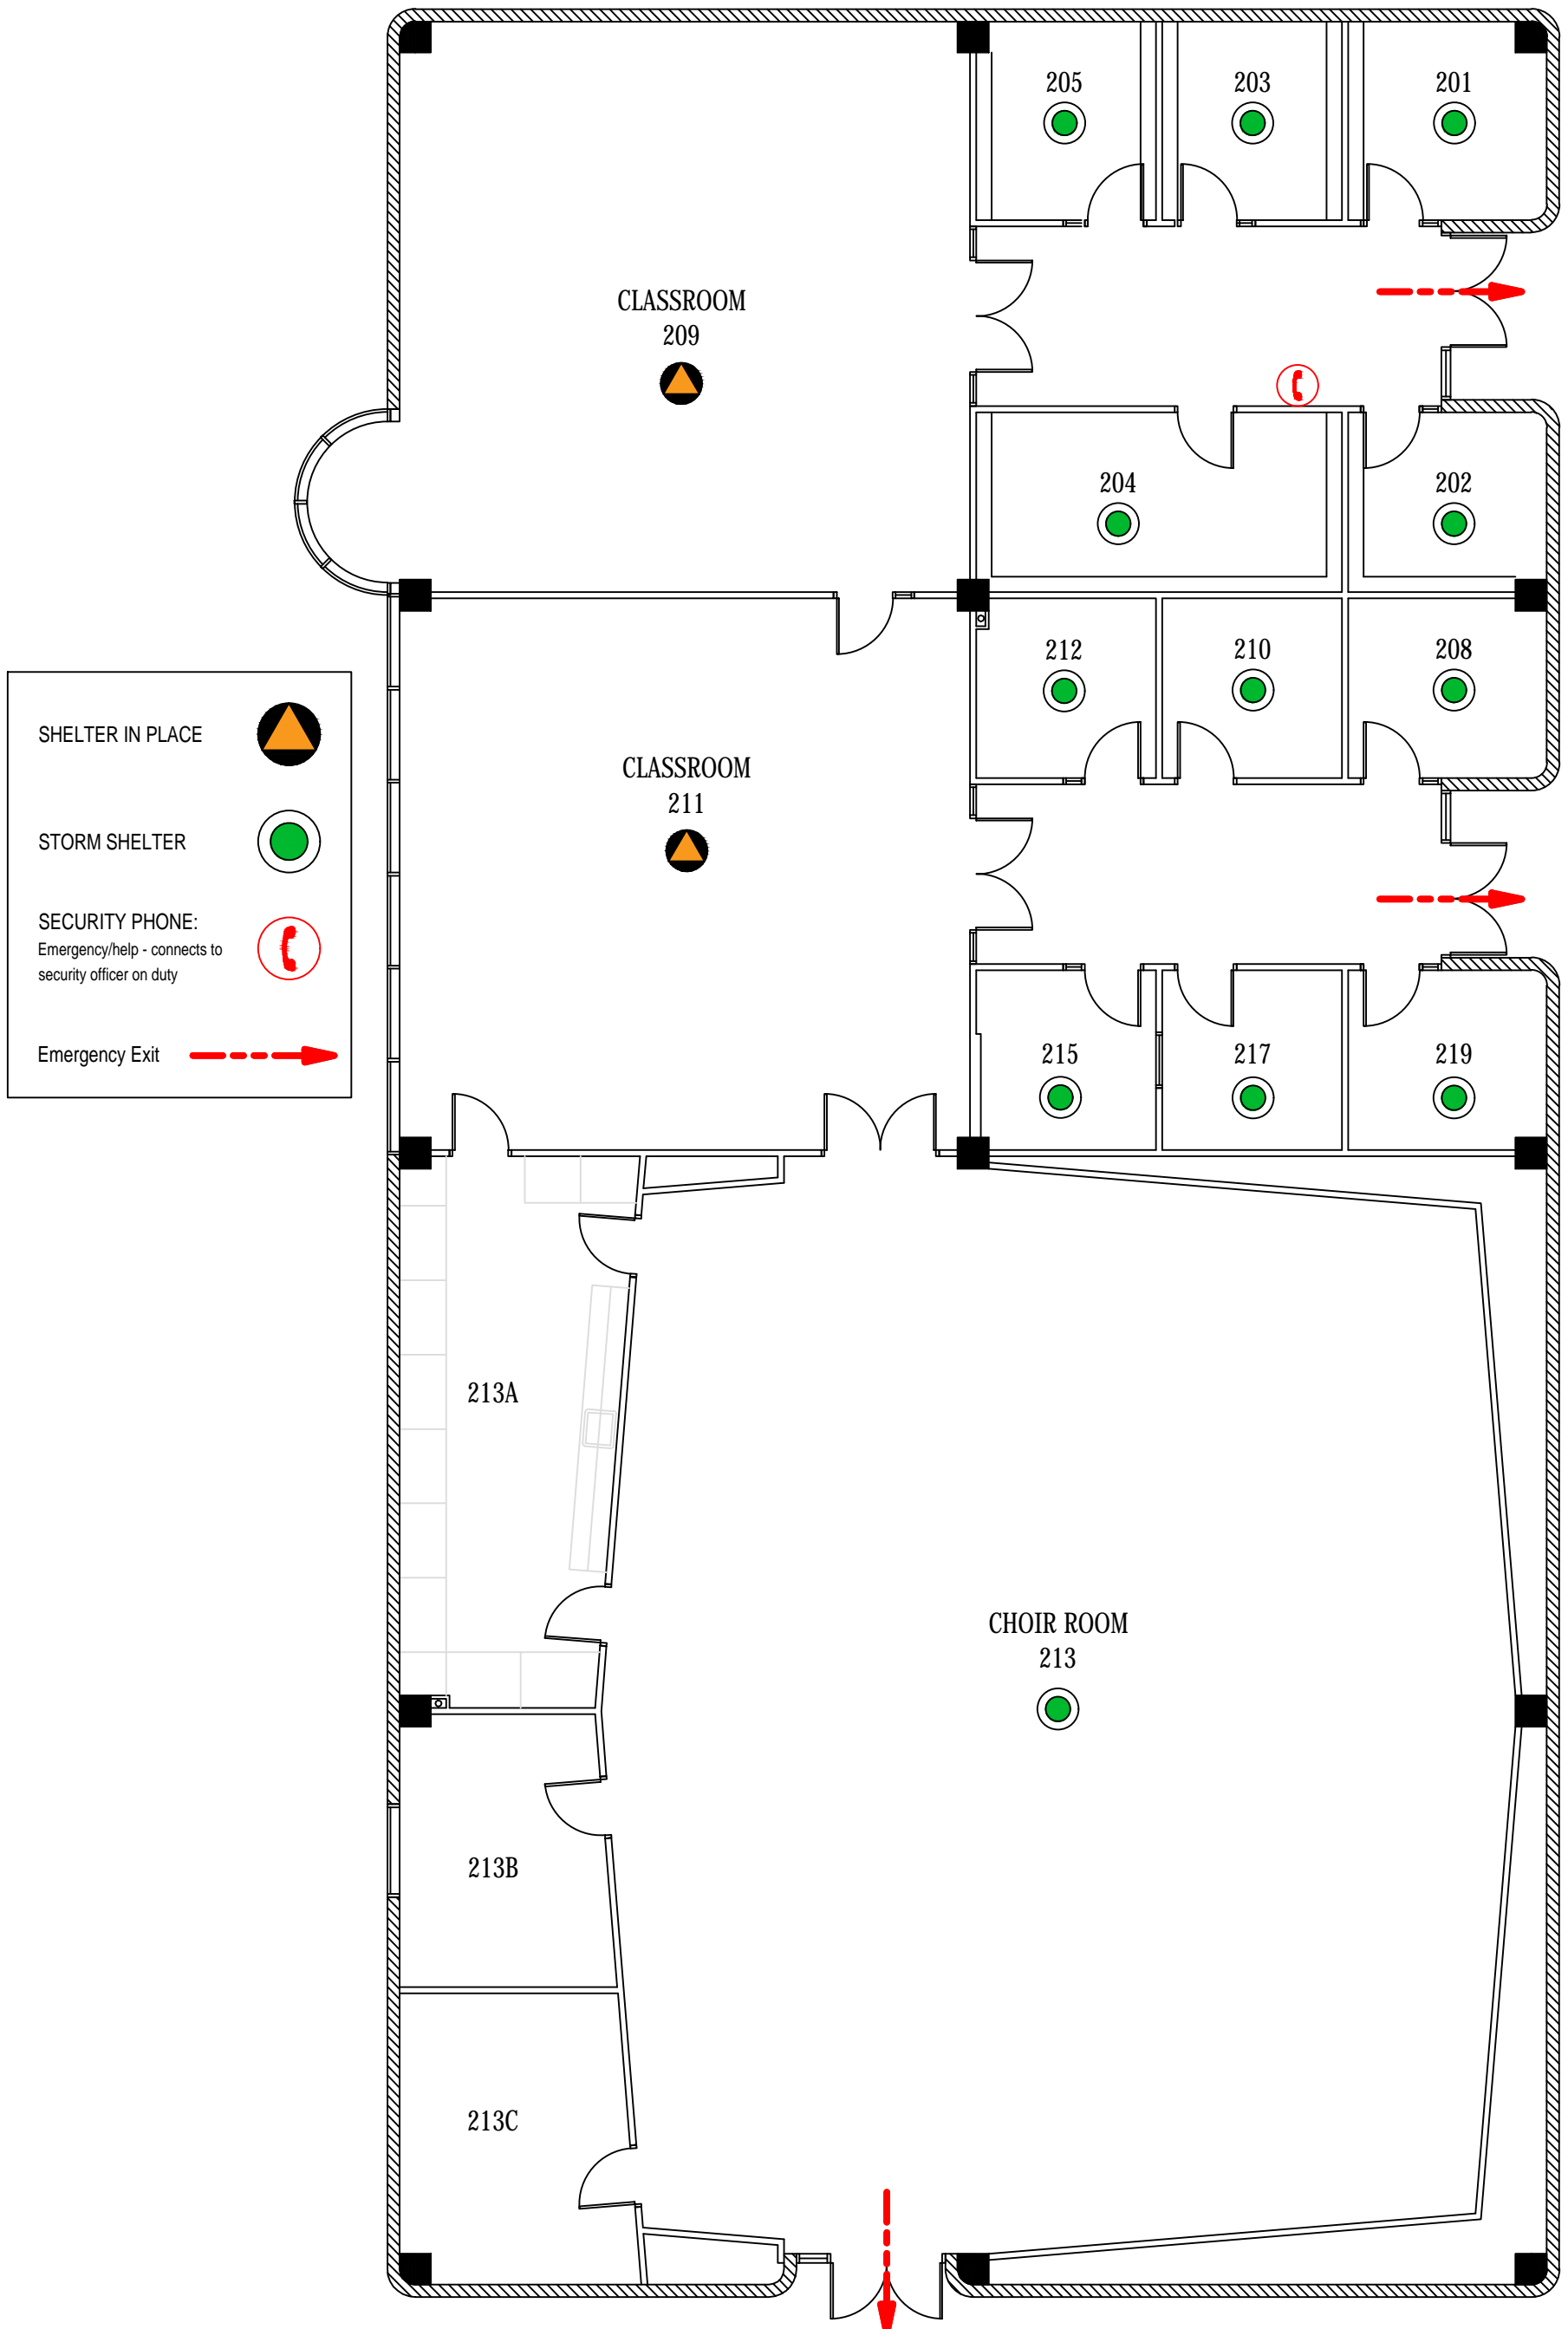 205
203
201
CLASSROOM
209
204
202
212
210
208
CLASSROOM
211
215
217
219
SHELTER IN PLACE
STORM SHELTER
SECURITY PHONE:
Emergency/help - connects to
security officer on duty
Emergency Exit
213A
CHOIR ROOM
213
213B
213C